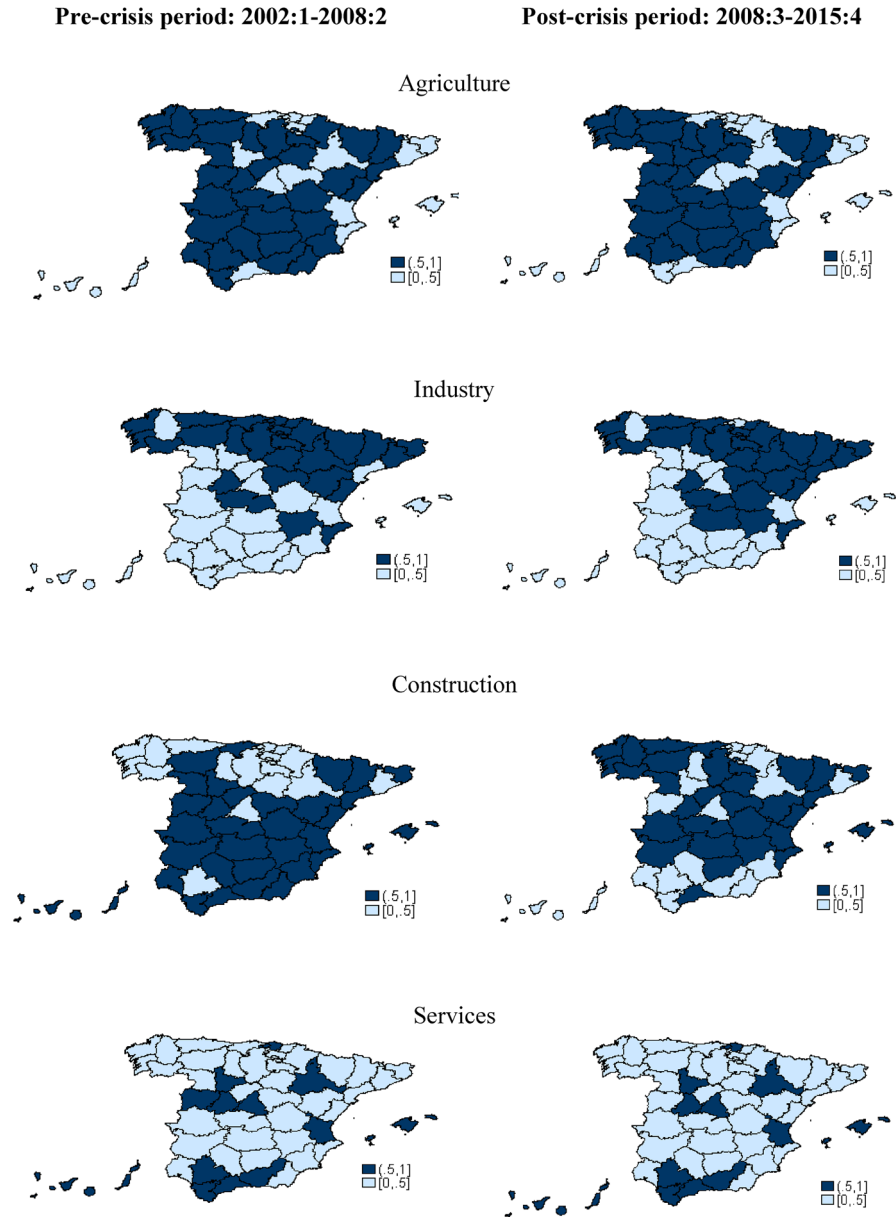 Pre-crisis period: 2002:1-2008:2
Post-crisis period: 2008:3-2015:4
Agriculture
(.5,1]
[0,.5]
(.5,1]
[0,.5]
Industry
(.5,1]
[0,.5]
(.5,1]
[0,.5]
Construction
(.5,1]
[0,.5]
(.5,1]
[0,.5]
Services
(.5,1]
[0,.5]
(.5,1]
[0,.5]